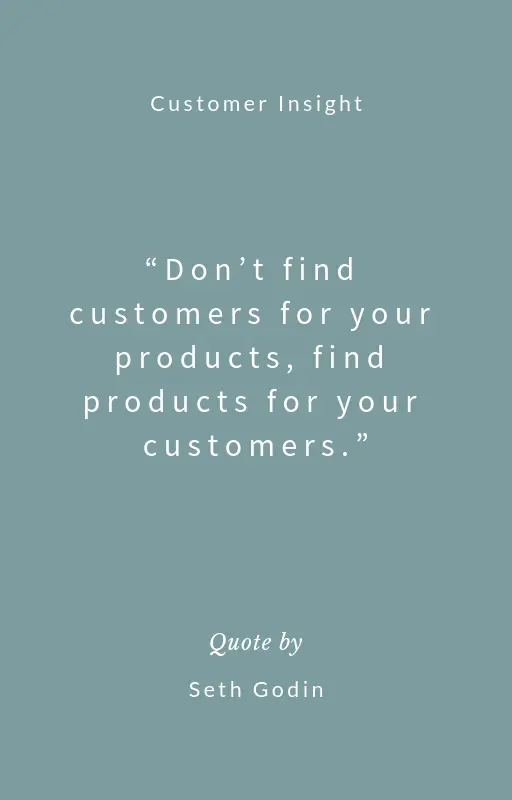 Customer Insight
“Don’t find
customers for your
products, find
products for your
customers.”
Quote by
Seth Godin